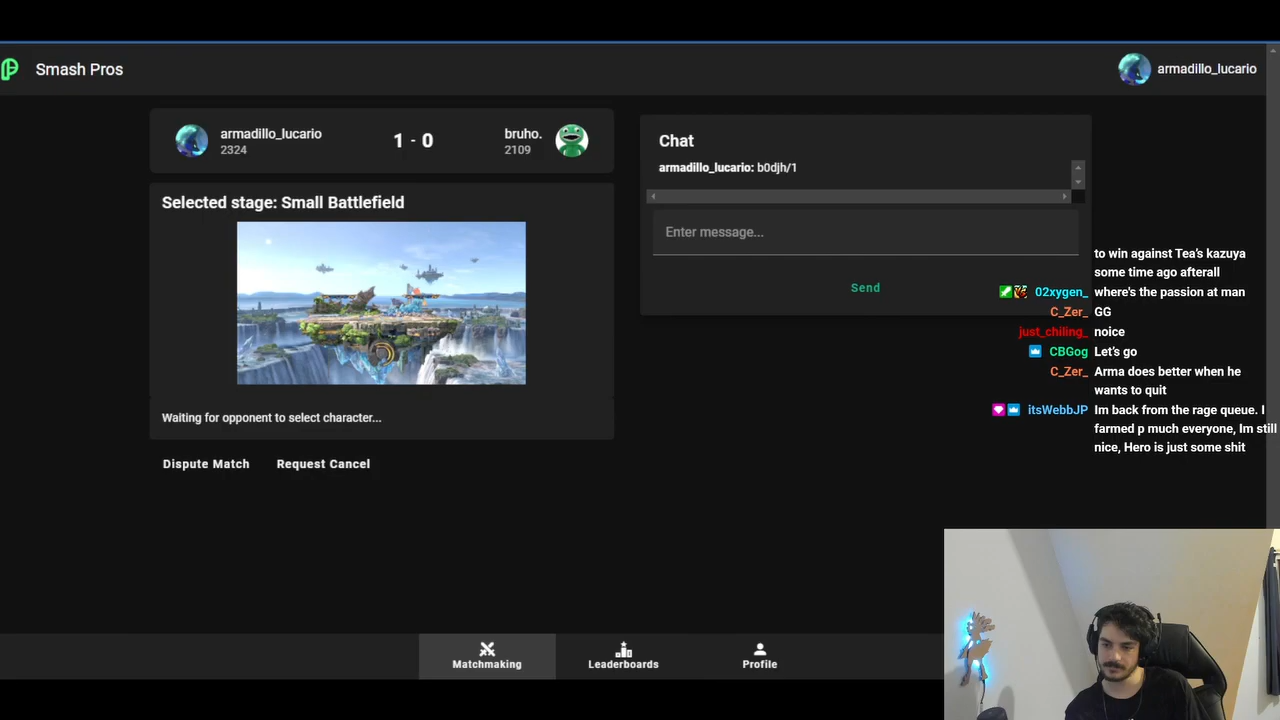 Smash Pros
armadillo_lucario
armadillo_lucario
2324
1 - 0
bruho.
2109
Selected stage: Small Battlefield
Waiting for opponent to select character...
Dispute Match
Request Cancel
Chat
armadillo_lucario: b0djh/1
Enter message...
Send
to win against Tea's kazuya
some time ago afterall
02xygen_ where's the passion at man
C_Zer_ GG
just_chiling_ noice
CBGog Let's go
C_Zer_ Arma does better when he
wants to quit
itsWebbJP Im back from the rage queue. I
farmed p much everyone, Im still
nice, Hero is just some shit
Matchmaking
Leaderboards
Profile